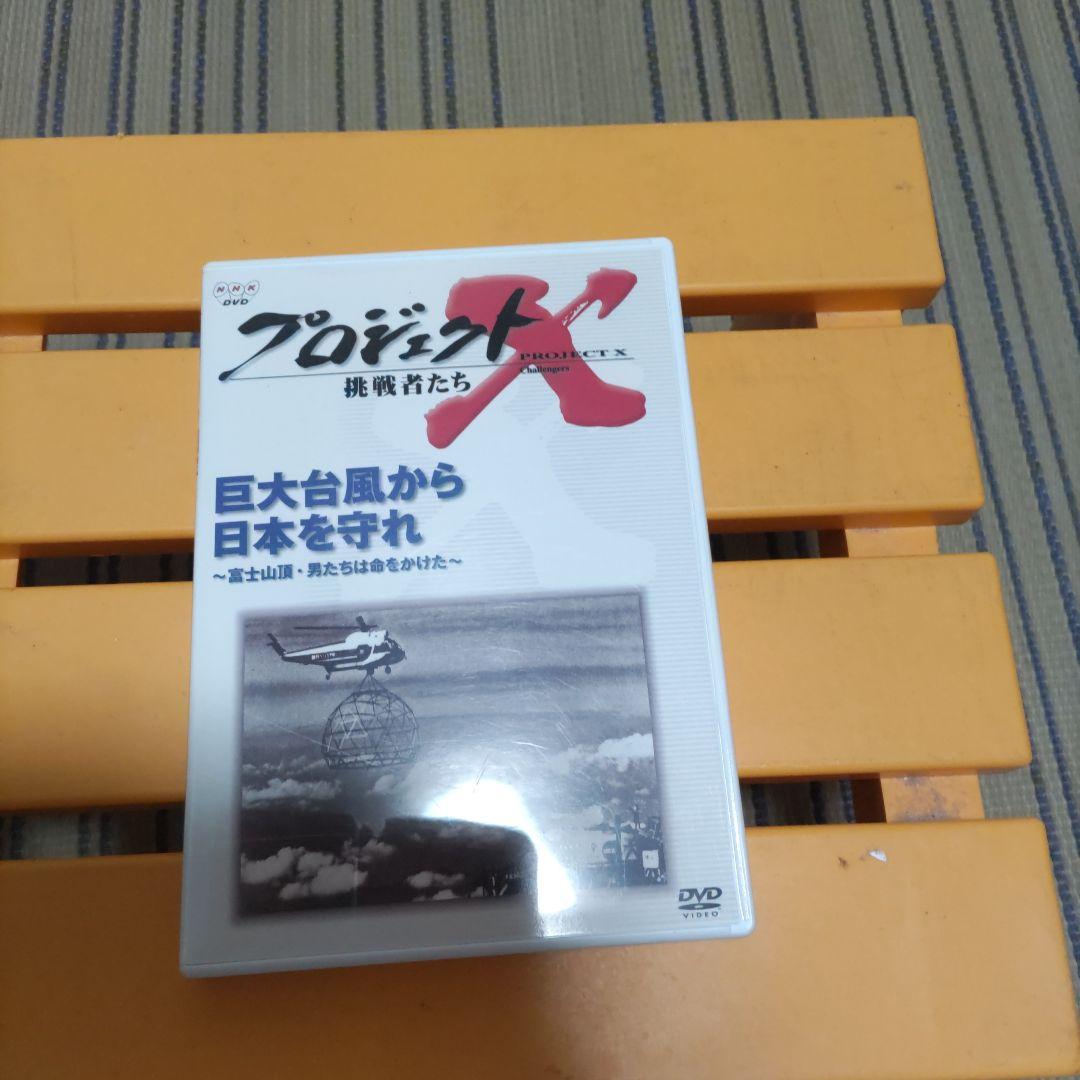 NHK
DVD
プロジェクトX
PROJECT X
Challengers
挑戦者たち
巨大台風から
日本を守れ
～富士山頂・男たちは命をかけた～
DVD
VIDEO